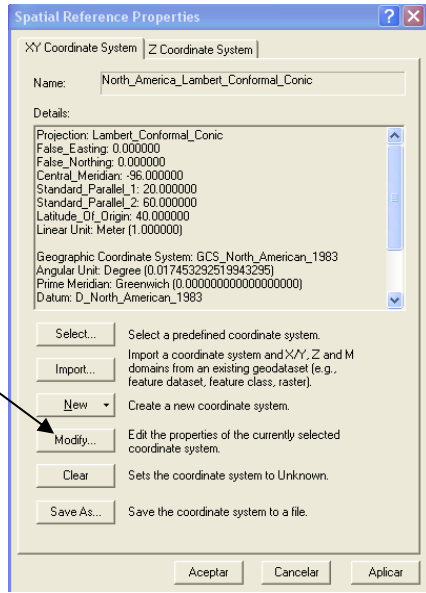 Spatial Reference Properties
XY Coordinate System
Z Coordinate System
Name:
North_America_Lambert_Conformal_Conic
Details:
Projection: Lambert_Conformal_Conic
False_Easting: 0.000000
False_Northing: 0.000000
Central_Meridian: -96.000000
Standard_Parallel_1: 20.000000
Standard_Parallel_2: 60.000000
Latitude_Of_Origin: 40.000000
Linear Unit: Meter (1.000000)
Geographic Coordinate System: GCS_North_American_1983
Angular Unit: Degree (0.017453292519943295)
Prime Meridian: Greenwich (0.000000000000000000)
Datum: D_North_American_1983
Select...
Select a predefined coordinate system.
Import...
Import a coordinate system and X/Y, Z and M
domains from an existing geodataset (e.g.,
feature dataset, feature class, raster).
New
Create a new coordinate system.
Modify...
Edit the properties of the currently selected
coordinate system.
Clear
Sets the coordinate system to Unknown.
Save As...
Save the coordinate system to a file.
Aceptar
Cancelar
Aplicar